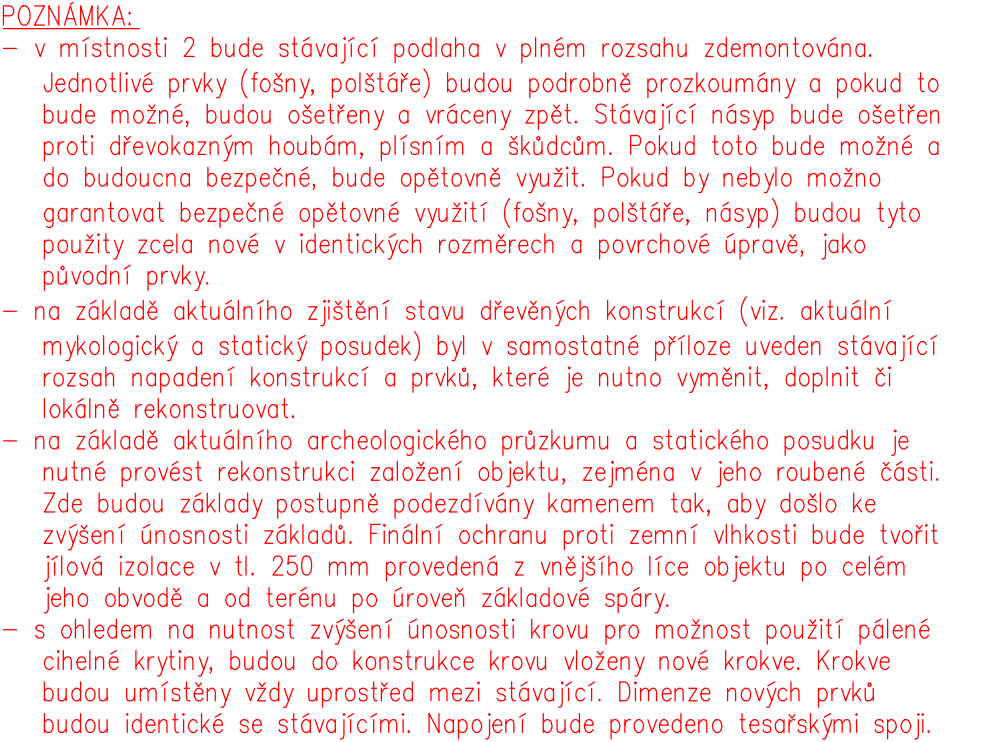 POZNÁMKA:
– v místnosti 2 bude stávající podlaha v plném rozsahu zdemontována.
Jednotlivé prvky (fošny, polštáře) budou podrobně prozkoumány a pokud to
bude možné, budou ošetřeny a vráceny zpět. Stávající násyp bude ošetřen
proti dřevokazným houbám, plísním a škůdcům. Pokud toto bude možné a
do budoucna bezpečné, bude opětovně využit. Pokud by nebylo možno
garantovat bezpečné opětovné využití (fošny, polštáře, násyp) budou tyto
použity zcela nové v identických rozměrech a povrchové úpravě, jako
původní prvky.
– na základě aktuálního zjištění stavu dřevěných konstrukcí (viz. aktuální
mykologický a statický posudek) byl v samostatné příloze uveden stávající
rozsah napadení konstrukcí a prvků, které je nutno vyměnit, doplnit či
lokálně rekonstruovat.
– na základě aktuálního archeologického průzkumu a statického posudku je
nutné provést rekonstrukci založení objektu, zejména v jeho roubené části.
Zde budou základy postupně podezdívány kamenem tak, aby došlo ke
zvýšení únosnosti základů. Finální ochranu proti zemní vlhkosti bude tvořit
jílová izolace v tl. 250 mm provedená z vnějšího líce objektu po celém
jeho obvodě a od terénu po úroveň základové spáry.
– s ohledem na nutnost zvýšení únosnosti krovu pro možnost použití pálené
cihelné krytiny, budou do konstrukce krovu vloženy nové krokve. Krokve
budou umístěny vždy uprostřed mezi stávající. Dimenze nových prvků
budou identické se stávajícími. Napojení bude provedeno tesařskými spoji.